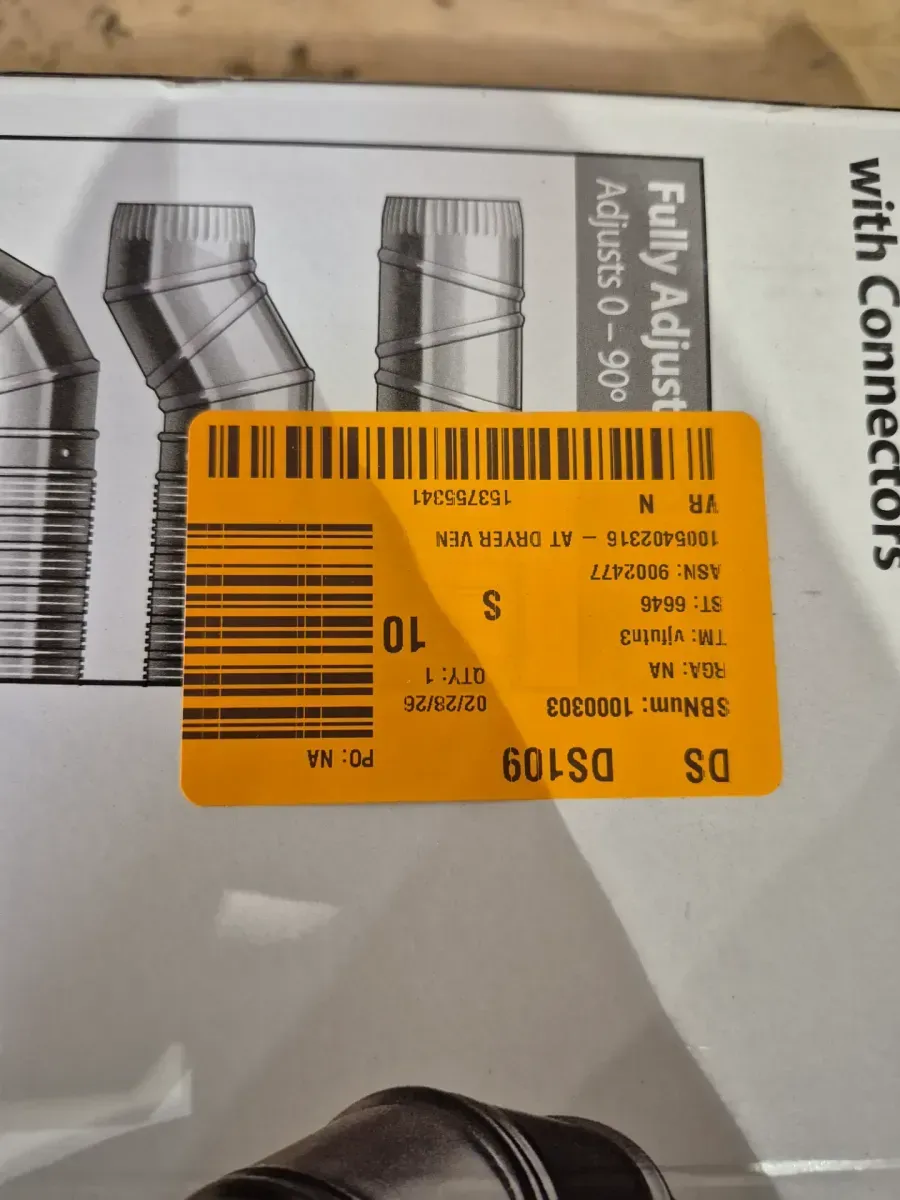 with Connectors
Fully Adjust
Adjusts 0 – 90º
DS DS109 PO: NA
SBNum: 1000303 02/28/26
RGA: NA QTY: 1
TM: vjfutn3 10
ST: 6646 S
ASN: 9002477
1005402316 – AT DRYER VEN
VR N 153755341